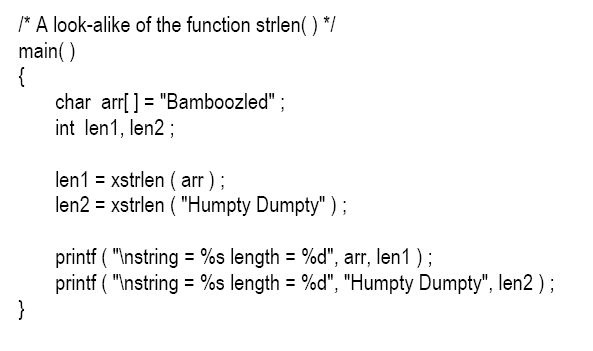 /* A look-alike of the function strlen( ) */
main( )
{
char  arr[ ] = "Bamboozled" ;
int  len1, len2 ;
len1 = xstrlen ( arr ) ;
len2 = xstrlen ( "Humpty Dumpty" ) ;
printf ( "\nstring = %s length = %d", arr, len1 ) ;
printf ( "\nstring = %s length = %d", "Humpty Dumpty", len2 ) ;
}